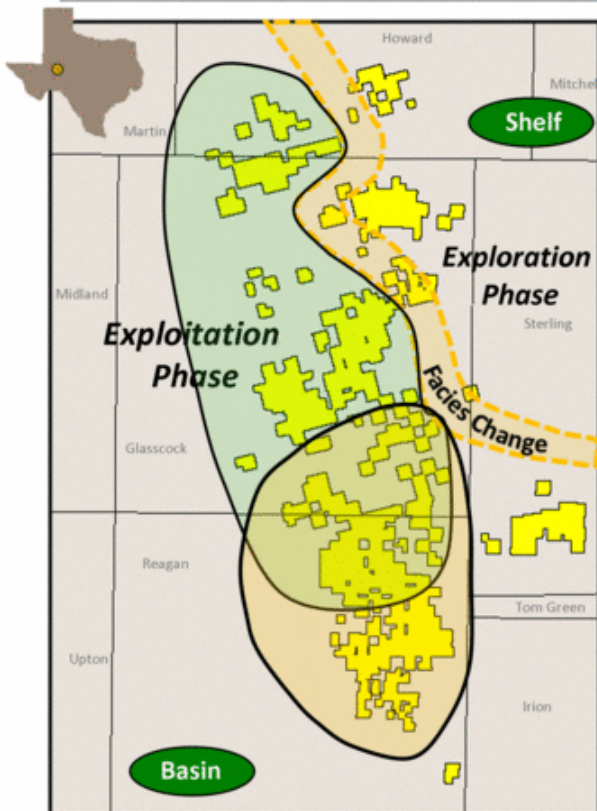 Howard
Mitchel
Shelf
Martin
Exploration
Phase
Midland
Sterling
Exploitation
Phase
Facies Change
Glasscock
Reagan
Tom Green
Upton
Irion
Basin